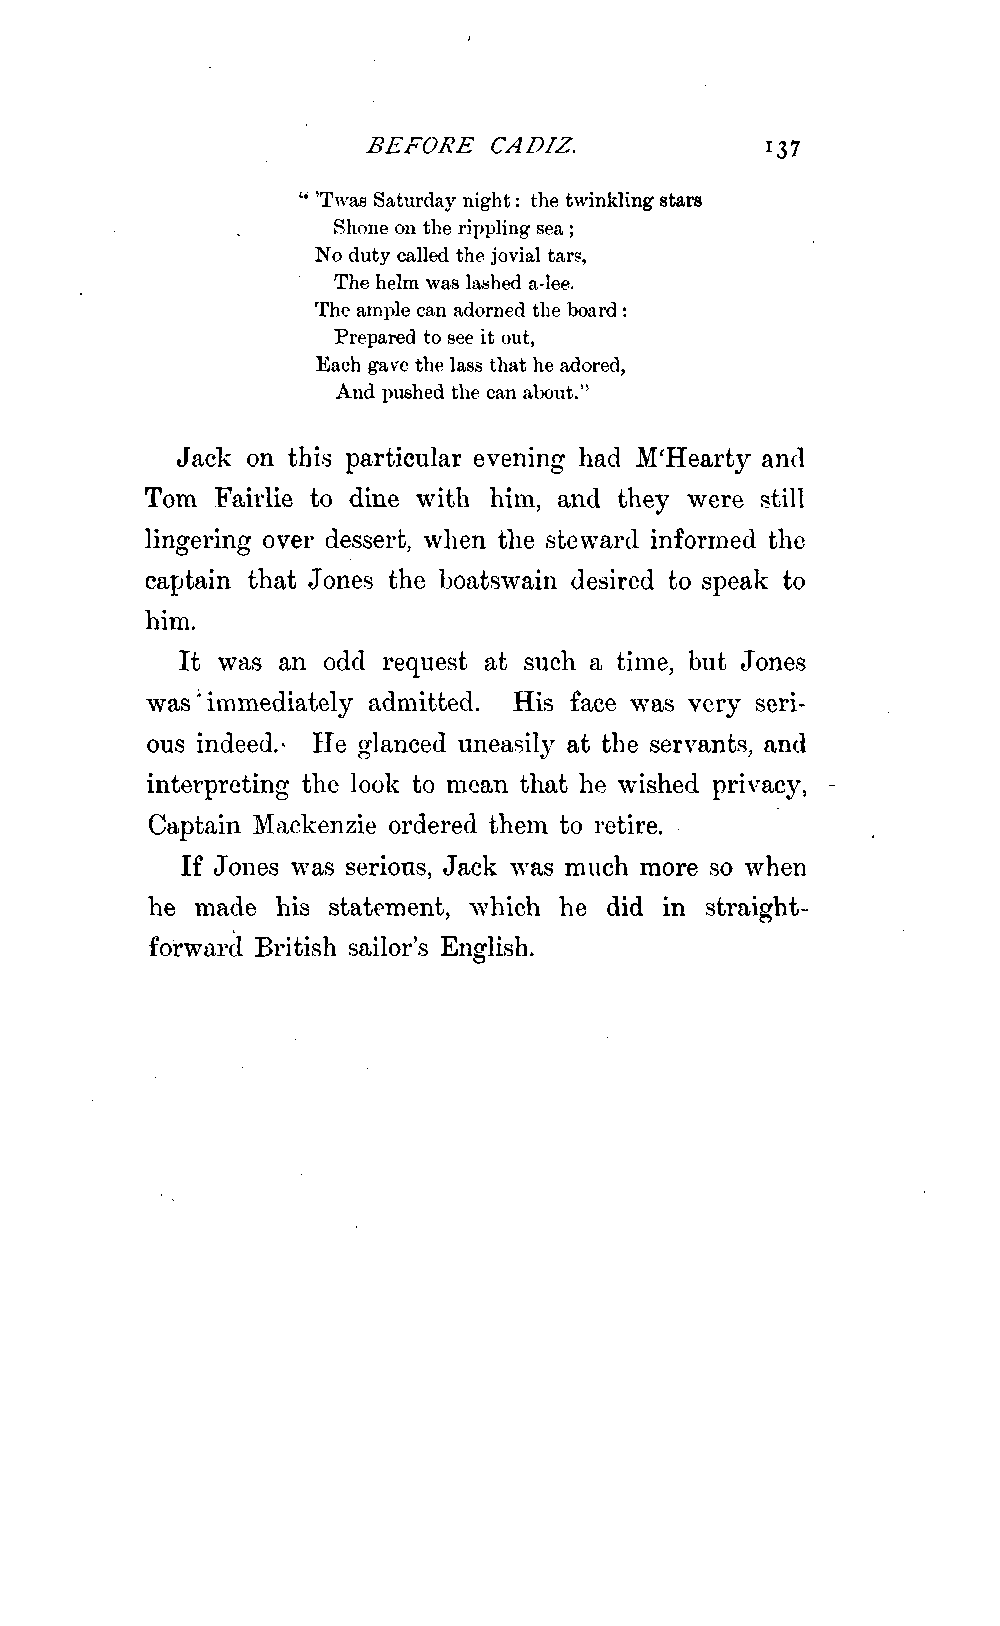 BEFORE CADIZ. 137
“ ’Twas Saturday night : the twinkling stars
Shone on the rippling sea ;
No duty called the jovial tars,
The helm was lashed a-lee.
The ample can adorned the board :
Prepared to see it out,
Each gave the lass that he adored,
And pushed the can about.”
Jack on this particular evening had M‘Hearty and
Tom Fairlie to dine with him, and they were still
lingering over dessert, when the steward informed the
captain that Jones the boatswain desired to speak to
him.
It was an odd request at such a time, but Jones
was immediately admitted. His face was very seri-
ous indeed. He glanced uneasily at the servants, and
interpreting the look to mean that he wished privacy,
Captain Mackenzie ordered them to retire.
If Jones was serious, Jack was much more so when
he made his statement, which he did in straight-
forward British sailor’s English.